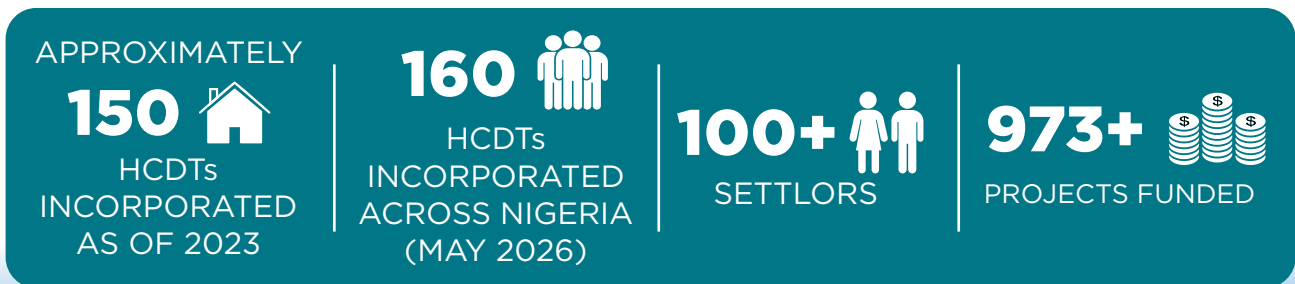 APPROXIMATELY
150
HCDTs
INCORPORATED
AS OF 2023
160
HCDTs
INCORPORATED
ACROSS NIGERIA
(MAY 2026)
100+
SETTLORS
973+
$
$
$
PROJECTS FUNDED